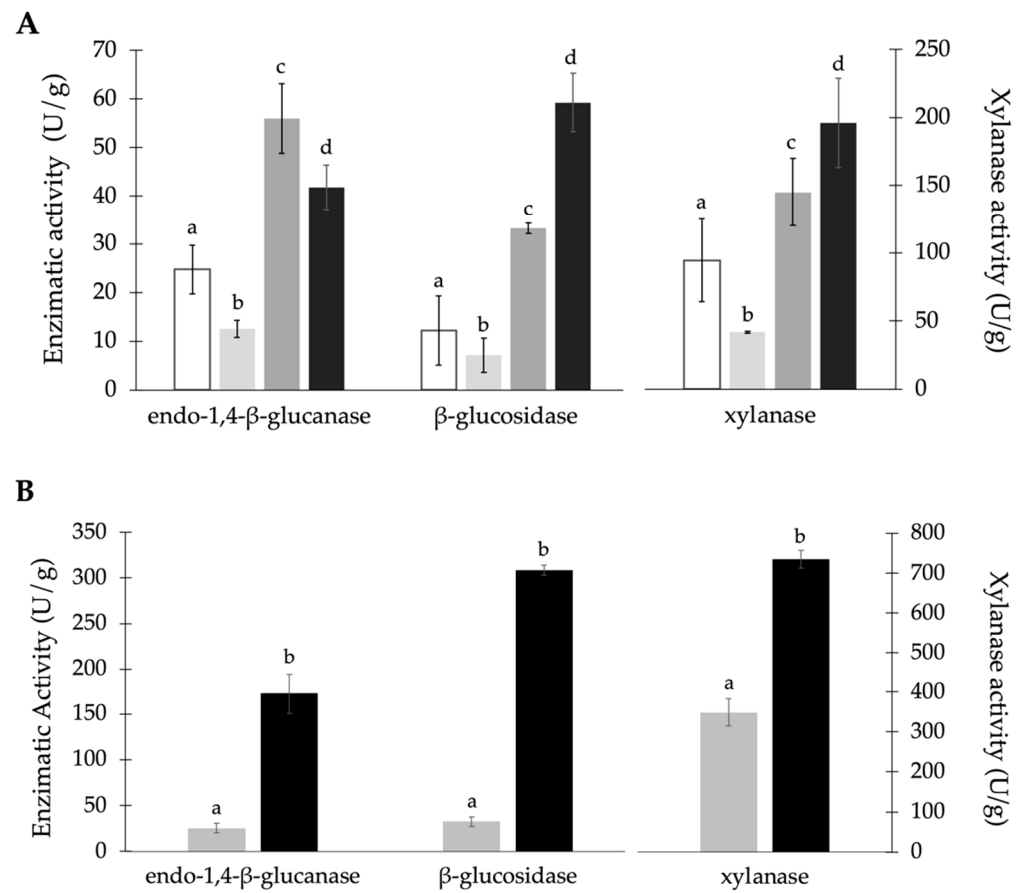 A
Enzimatic activity (U/g)
70
60
50
40
30
20
10
0
a
b
c
d
a
b
c
d
a
b
c
d
250
200
150
100
50
0
Xylanase activity (U/g)
endo-1,4-β-glucanase
β-glucosidase
xylanase
B
Enzimatic Activity (U/g)
350
300
250
200
150
100
50
0
a
b
a
b
a
b
800
700
600
500
400
300
200
100
0
Xylanase activity (U/g)
endo-1,4-β-glucanase
β-glucosidase
xylanase